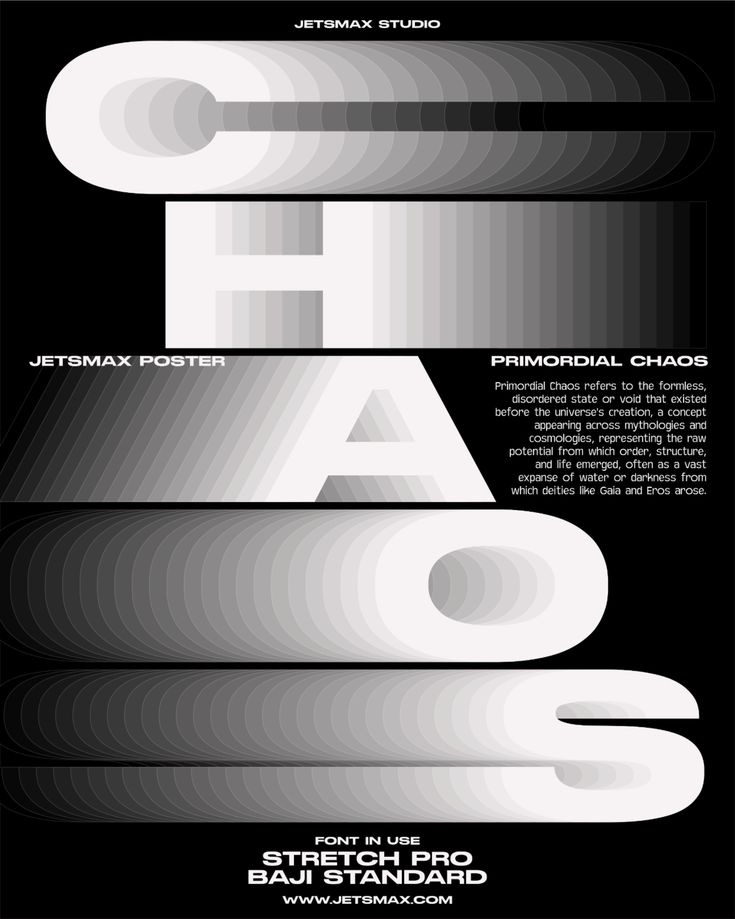 JETSMAX STUDIO
C
H
JETSMAX POSTER
PRIMORDIAL CHAOS
A
Primordial Chaos refers to the formless,
disordered state or void that existed
before the universe's creation, a concept
appearing across mythologies and
cosmologies, representing the raw
potential from which order, structure,
and life emerged, often as a vast
expanse of water or darkness from
which deities like Gaia and Eros arose.
O
S
FONT IN USE
STRETCH PRO
BAJI STANDARD
WWW.JETSMAX.COM